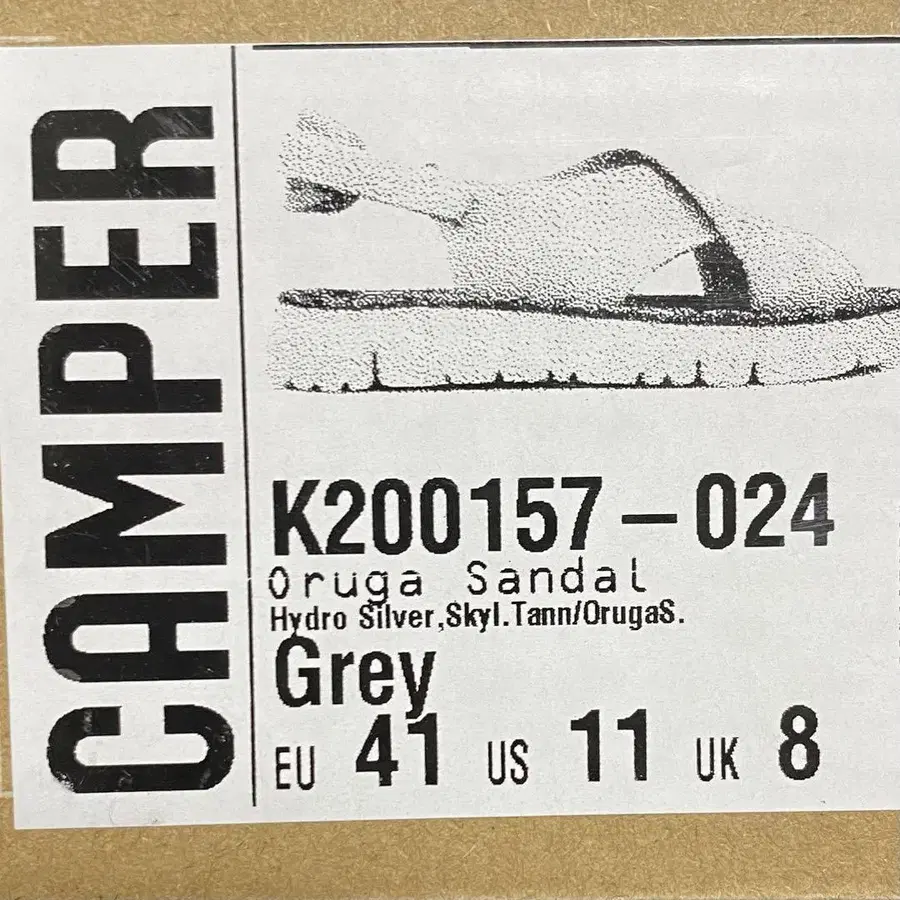 CAMPER
K200157-024
Oruga Sandal
Hydro Silver,Skyl.Tann/OrugaS.
Grey
EU 41 US 11 UK 8